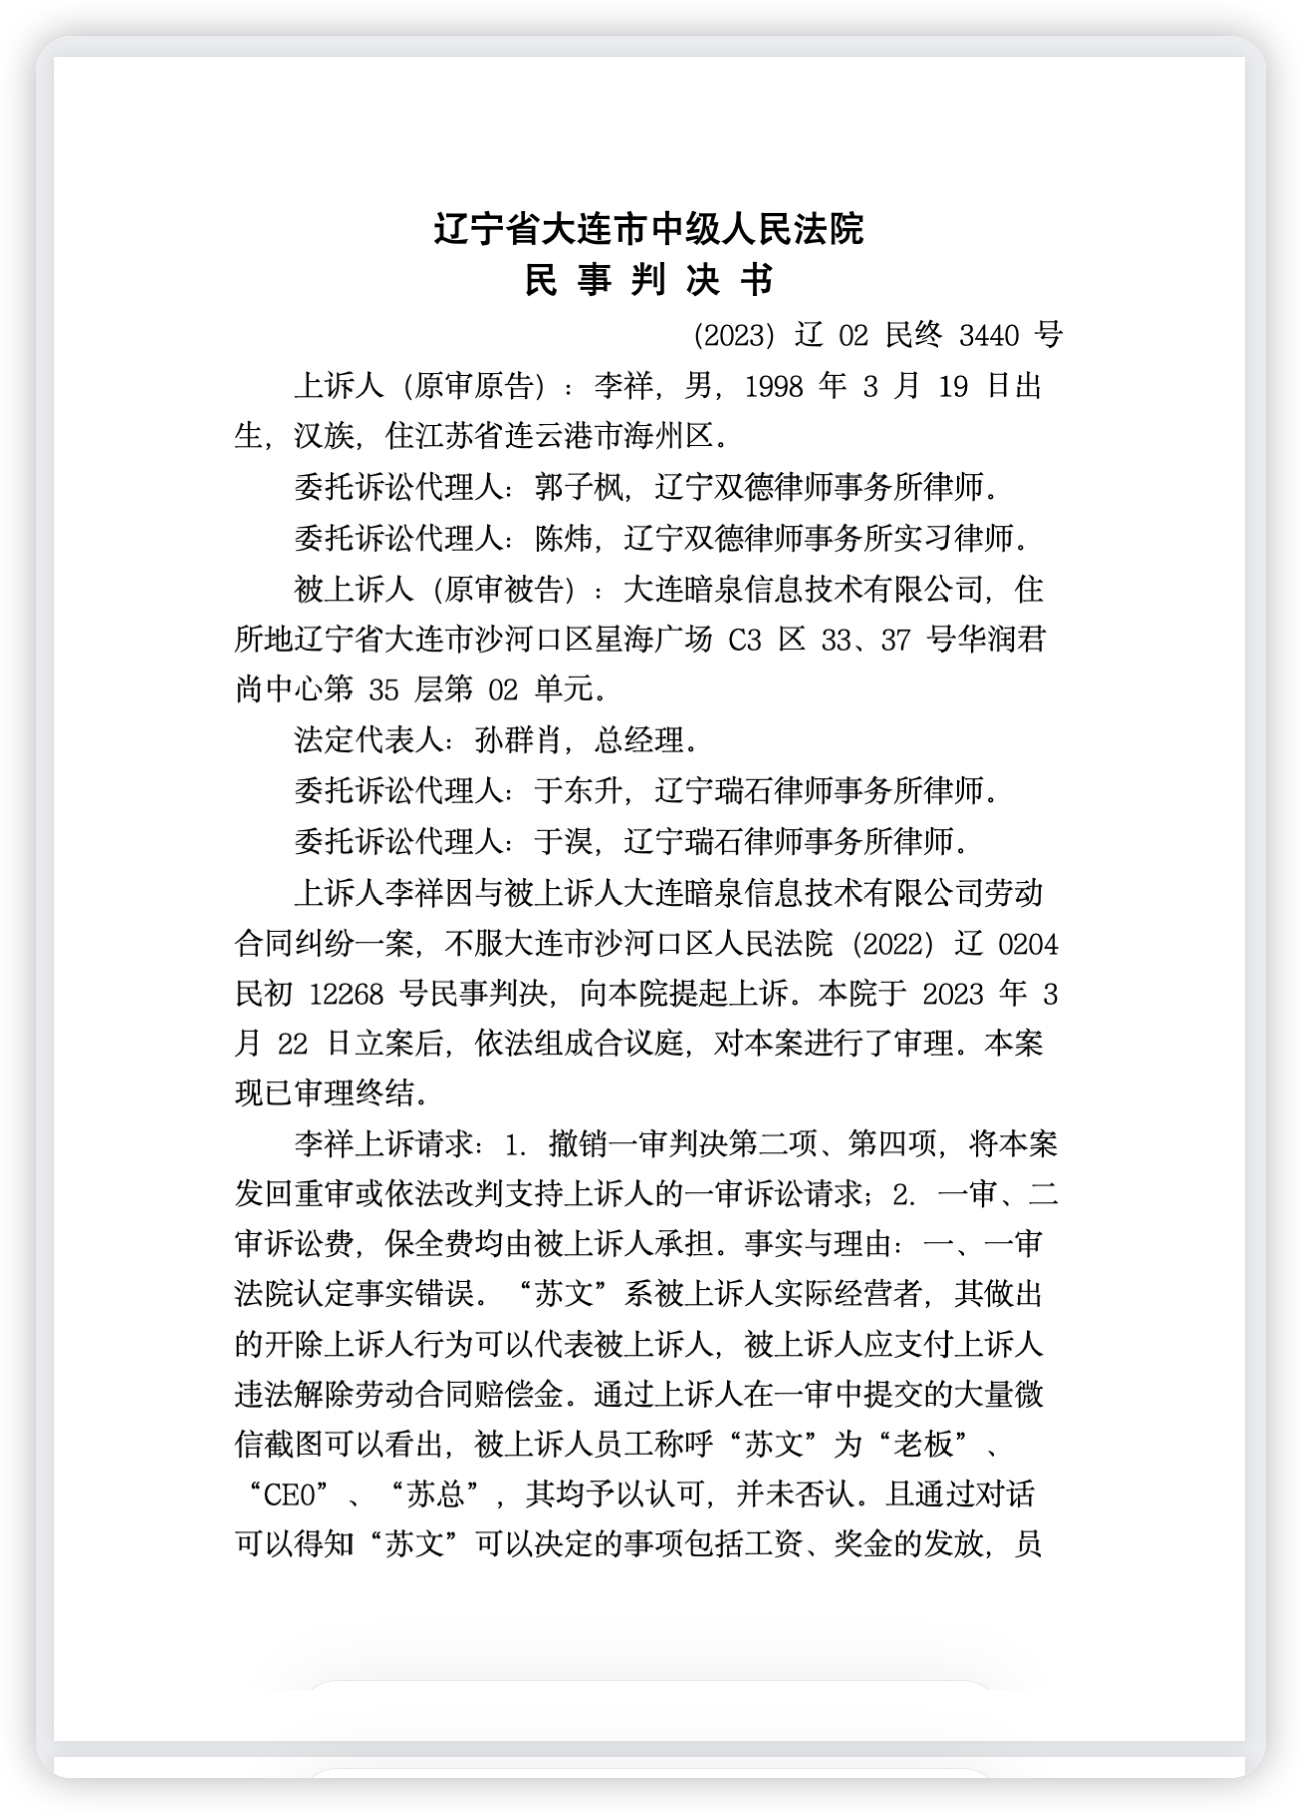 辽宁省大连市中级人民法院
民 事 判 决 书
（2023）辽 02 民终 3440 号
上诉人（原审原告）：李祥，男，1998 年 3 月 19 日出
生，汉族，住江苏省连云港市海州区。
委托诉讼代理人：郭子枫，辽宁双德律师事务所律师。
委托诉讼代理人：陈炜，辽宁双德律师事务所实习律师。
被上诉人（原审被告）：大连暗泉信息技术有限公司，住
所地辽宁省大连市沙河口区星海广场 C3 区 33、37 号华润君
尚中心第 35 层第 02 单元。
法定代表人：孙群肖，总经理。
委托诉讼代理人：于东升，辽宁瑞石律师事务所律师。
委托诉讼代理人：于淏，辽宁瑞石律师事务所律师。
上诉人李祥因与被上诉人大连暗泉信息技术有限公司劳动
合同纠纷一案，不服大连市沙河口区人民法院（2022）辽 0204
民初 12268 号民事判决，向本院提起上诉。本院于 2023 年 3
月 22 日立案后，依法组成合议庭，对本案进行了审理。本案
现已审理终结。
李祥上诉请求：1. 撤销一审判决第二项、第四项，将本案
发回重审或依法改判支持上诉人的一审诉讼请求；2. 一审、二
审诉讼费，保全费均由被上诉人承担。事实与理由：一、一审
法院认定事实错误。“苏文”系被上诉人实际经营者，其做出
的开除上诉人行为可以代表被上诉人，被上诉人应支付上诉人
违法解除劳动合同赔偿金。通过上诉人在一审中提交的大量微
信截图可以看出，被上诉人员工称呼“苏文”为“老板”、
“CEO”、“苏总”，其均予以认可，并未否认。且通过对话
可以得知“苏文”可以决定的事项包括工资、奖金的发放，员